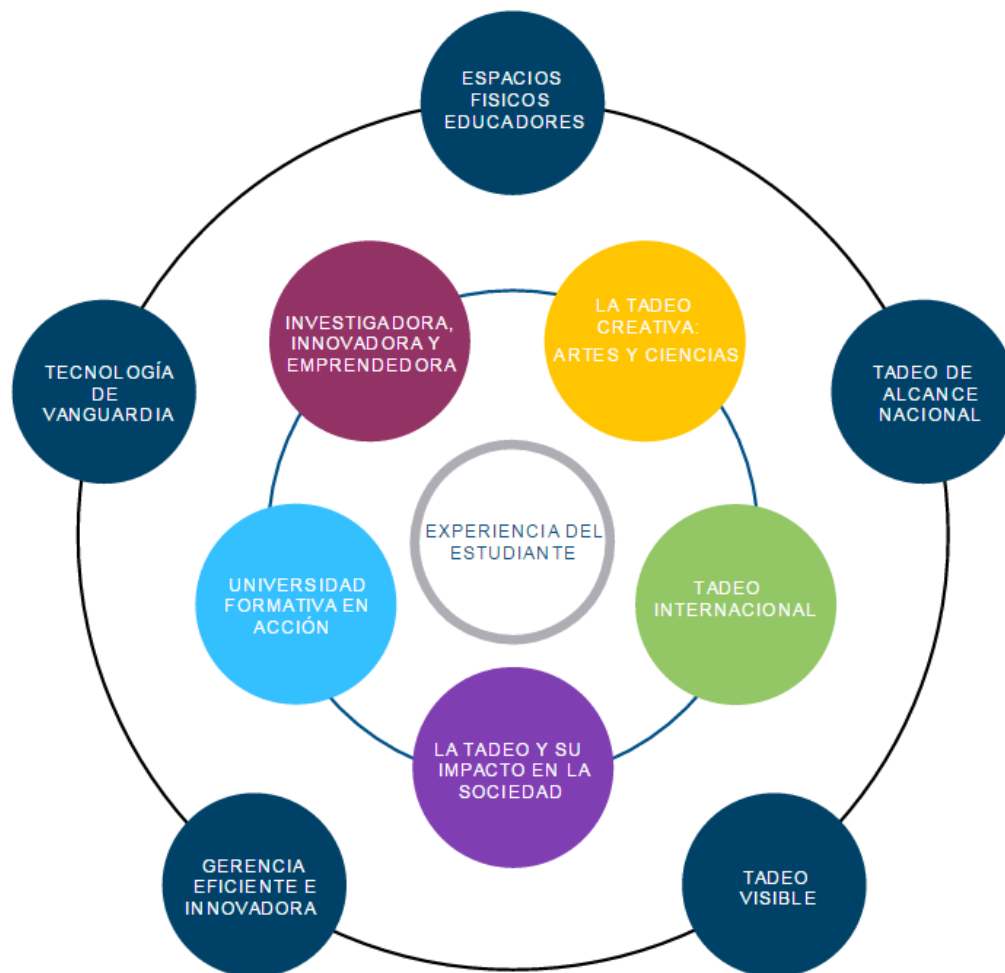 ESPACIOS
FISICOS
EDUCADORES
INVESTIGADORA,
INNOVADORA Y
EMPRENDEDORA
LA TADEO
CREATIVA:
ARTES Y CIENCIAS
TECNOLOGÍA
DE
VANGUARDIA
TADEO DE
ALCANCE
NACIONAL
EXPERIENCIA DEL
ESTUDIANTE
UNIVERSIDAD
FORMATIVA EN
ACCIÓN
TADEO
INTERNACIONAL
LA TADEO Y SU
IMPACTO EN LA
SOCIEDAD
GERENCIA
EFICIENTE E
INNOVADORA
TADEO
VISIBLE